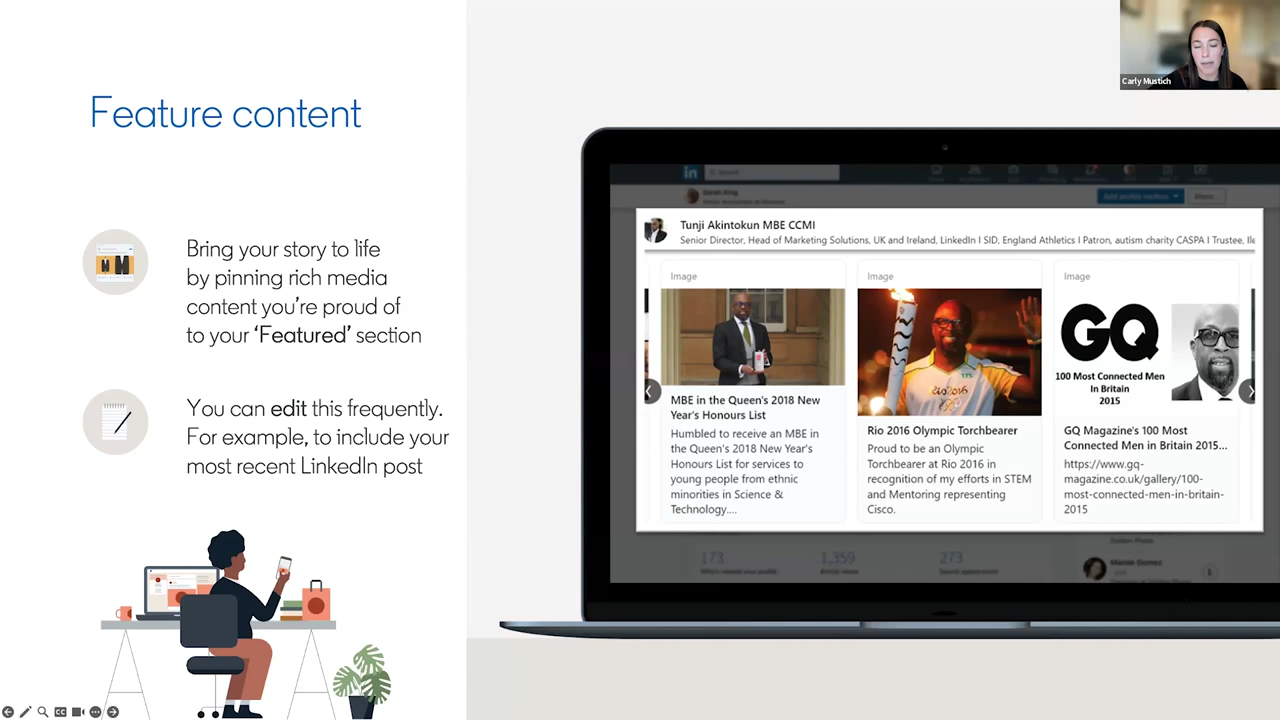 Feature content
Bring your story to life
by pinning rich media
content you're proud of
to your 'Featured' section
You can edit this frequently.
For example, to include your
most recent LinkedIn post
Carly Mustich
in
Search
Add profile section
More
Tunji Akintokun MBE CCMI
Senior Director, Head of Marketing Solutions, UK and Ireland, LinkedIn I SID, England Athletics I Patron, autism charity CASPA I Trustee,
Image
MBE in the Queen's 2018 New
Year's Honours List
Humbled to receive an MBE in
the Queen's 2018 New Year's
Honours List for services to
young people from ethnic
minorities in Science &
Technology....
Image
Rio 2016 Olympic Torchbearer
Proud to be an Olympic
Torchbearer at Rio 2016 in
recognition of my efforts in STEM
and Mentoring representing
Cisco.
Image
GQ
100 Most Connected Men
In Britain
2015
GQ Magazine's 100 Most
Connected Men in Britain 2015...
https://www.gq-
magazine.co.uk/gallery/100-
most-connected-men-in-britain-
2015
173
1,359
273
CC